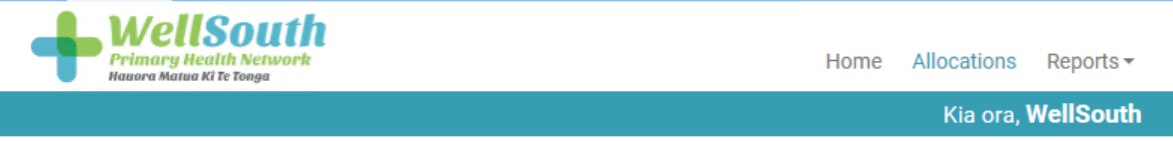 WellSouth
Primary Health Network
Hauora Matua Ki Te Tonga
Home Allocations Reports
Kia ora, WellSouth